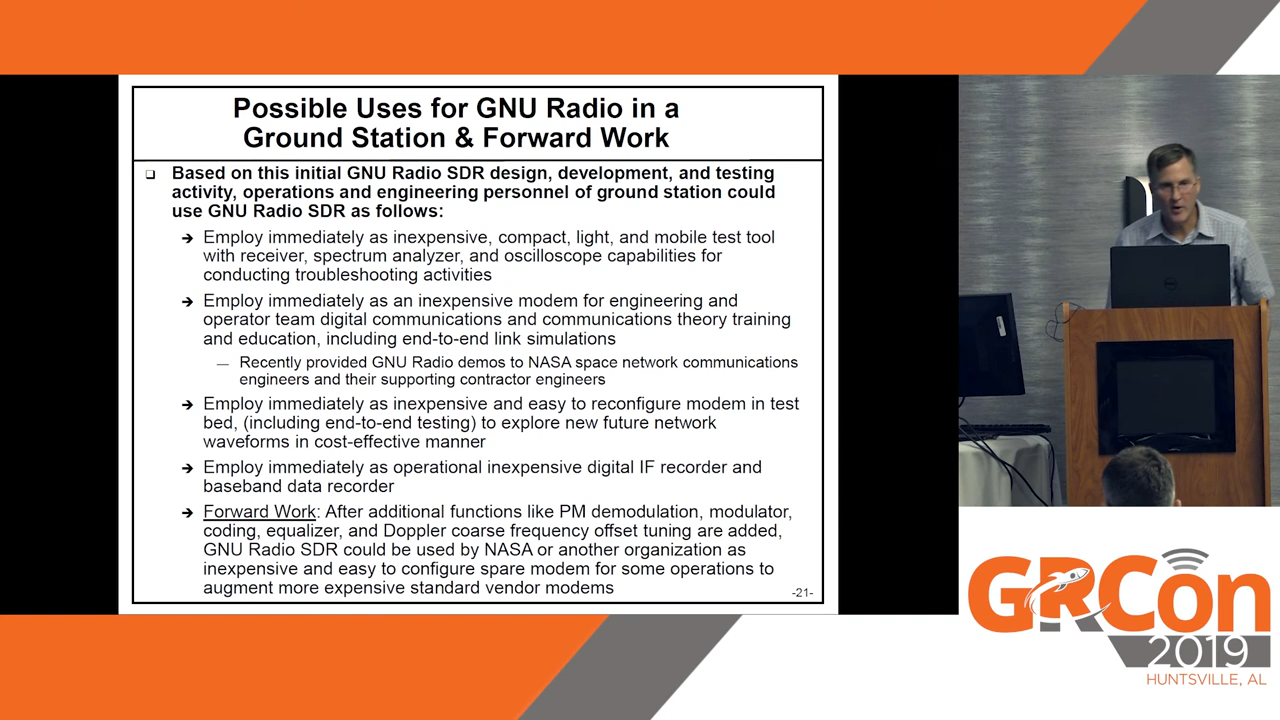 Possible Uses for GNU Radio in a
Ground Station & Forward Work
❑ Based on this initial GNU Radio SDR design, development, and testing
activity, operations and engineering personnel of ground station could
use GNU Radio SDR as follows:
➔ Employ immediately as inexpensive, compact, light, and mobile test tool
with receiver, spectrum analyzer, and oscilloscope capabilities for
conducting troubleshooting activities
➔ Employ immediately as an inexpensive modem for engineering and
operator team digital communications and communications theory training
and education, including end-to-end link simulations
— Recently provided GNU Radio demos to NASA space network communications
engineers and their supporting contractor engineers
➔ Employ immediately as inexpensive and easy to reconfigure modem in test
bed, (including end-to-end testing) to explore new future network
waveforms in cost-effective manner
➔ Employ immediately as operational inexpensive digital IF recorder and
baseband data recorder
➔ Forward Work: After additional functions like PM demodulation, modulator,
coding, equalizer, and Doppler coarse frequency offset tuning are added,
GNU Radio SDR could be used by NASA or another organization as
inexpensive and easy to configure spare modem for some operations to
augment more expensive standard vendor modems
-21-
GRCon
2019
HUNTSVILLE, AL